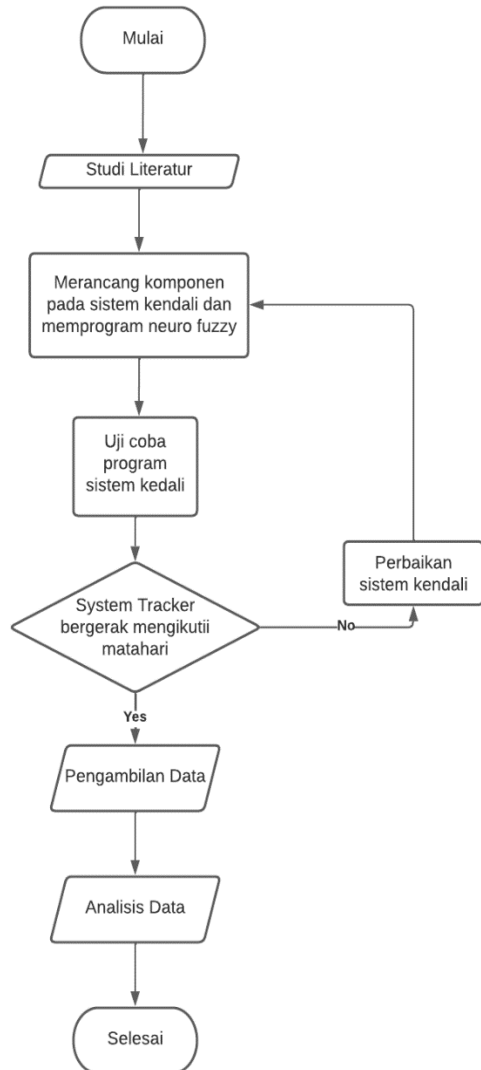 Mulai
Studi Literatur
Merancang komponen
pada sistem kendali dan
memprogram neuro fuzzy
Uji coba
program
sistem kedali
Perbaikan
sistem kendali
System Tracker
bergerak mengikutii
matahari
No
Yes
Pengambilan Data
Analisis Data
Selesai